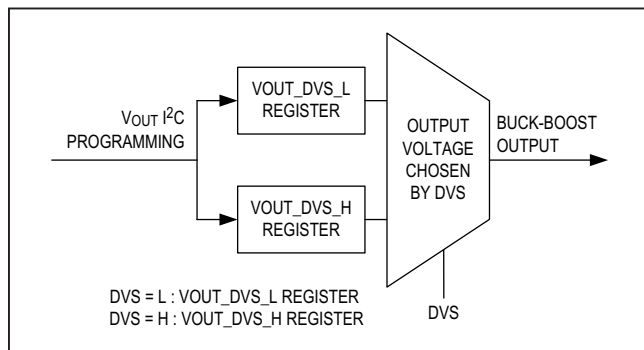 VOUT I2C
PROGRAMMING
VOUT_DVS_L
REGISTER
VOUT_DVS_H
REGISTER
OUTPUT
VOLTAGE
CHOSEN
BY DVS
BUCK-BOOST
OUTPUT
DVS
DVS = L : VOUT_DVS_L REGISTER
DVS = H : VOUT_DVS_H REGISTER